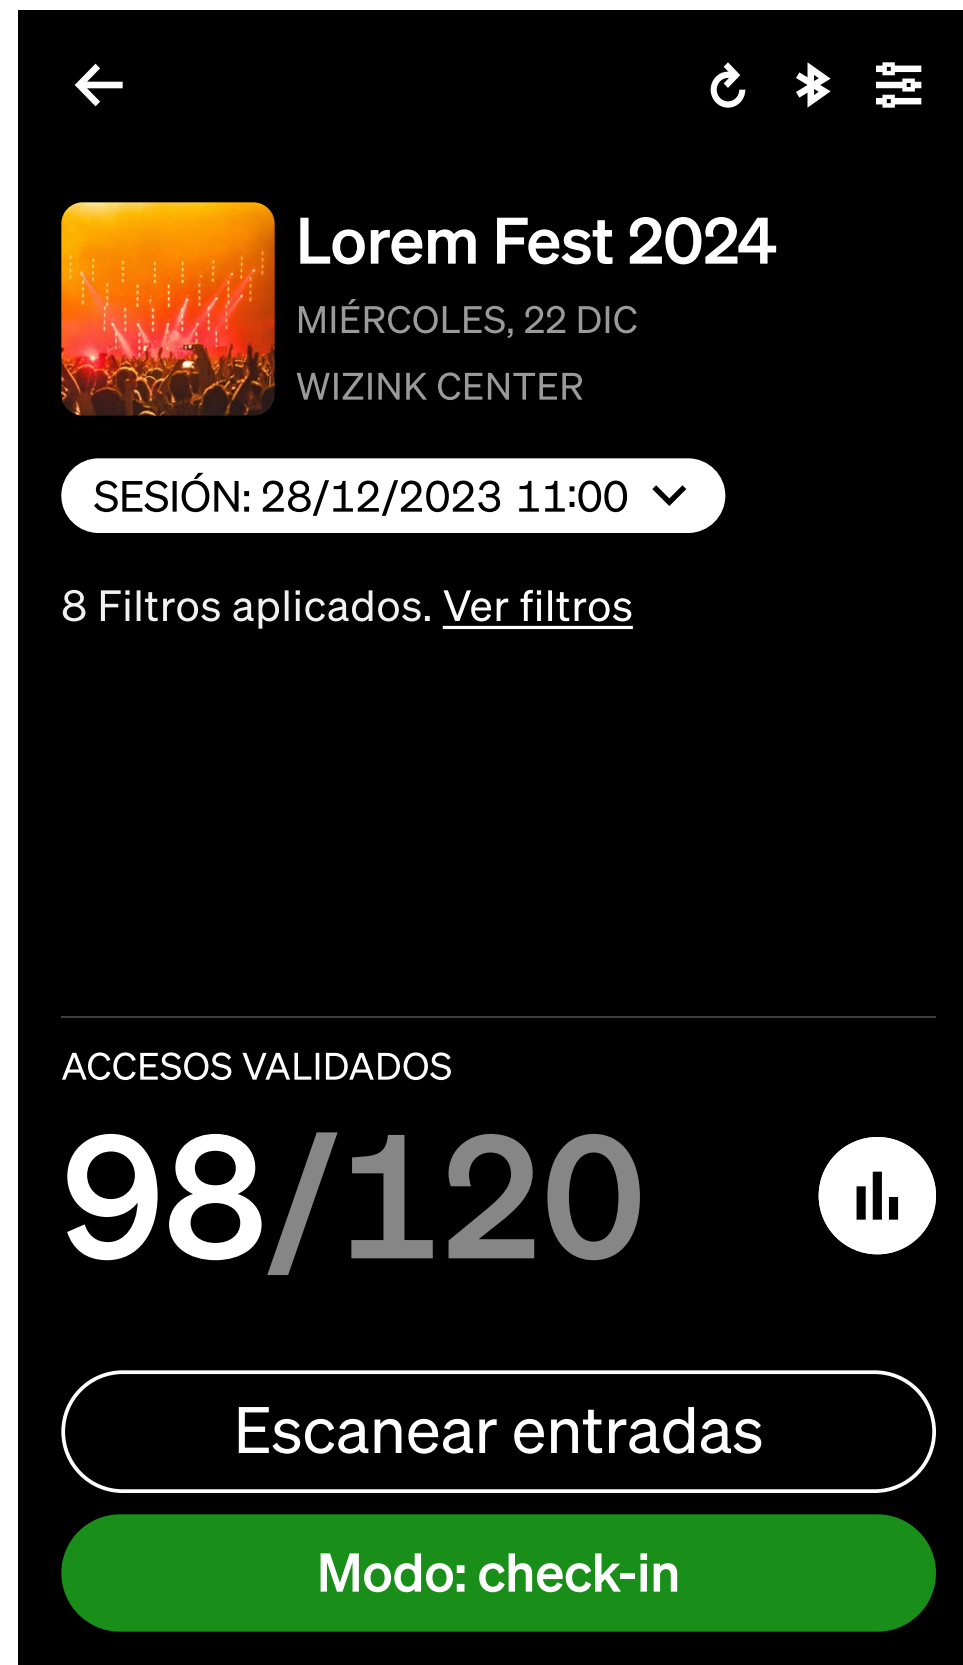 Lorem Fest 2024
MIÉRCOLES, 22 DIC
WIZINK CENTER
SESIÓN: 28/12/2023 11:00
8 Filtros aplicados. Ver filtros
ACCESOS VALIDADOS
98/120
Escanear entradas
Modo: check-in